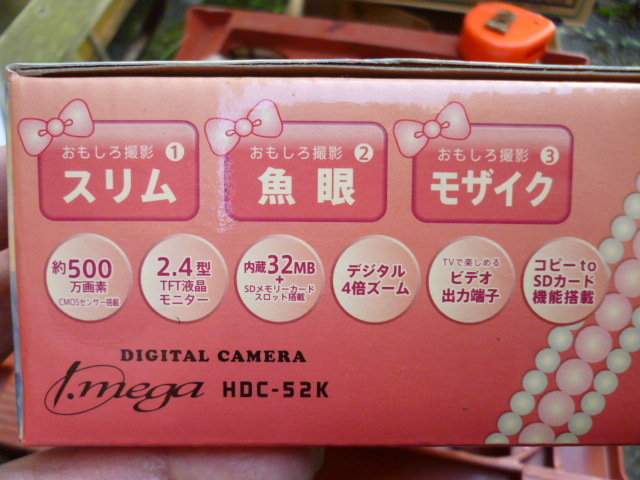 おもしろ撮影 1
スリム
おもしろ撮影 2
魚眼
おもしろ撮影 3
モザイク
約500
万画素
CMOSセンサー搭載
2.4型
TFT液晶
モニター
内蔵32MB
+
SDメモリーカード
スロット搭載
デジタル
4倍ズーム
TVで楽しめる
ビデオ
出力端子
コピーto
SDカード
機能搭載
DIGITAL CAMERA
I.mega HDC-52K